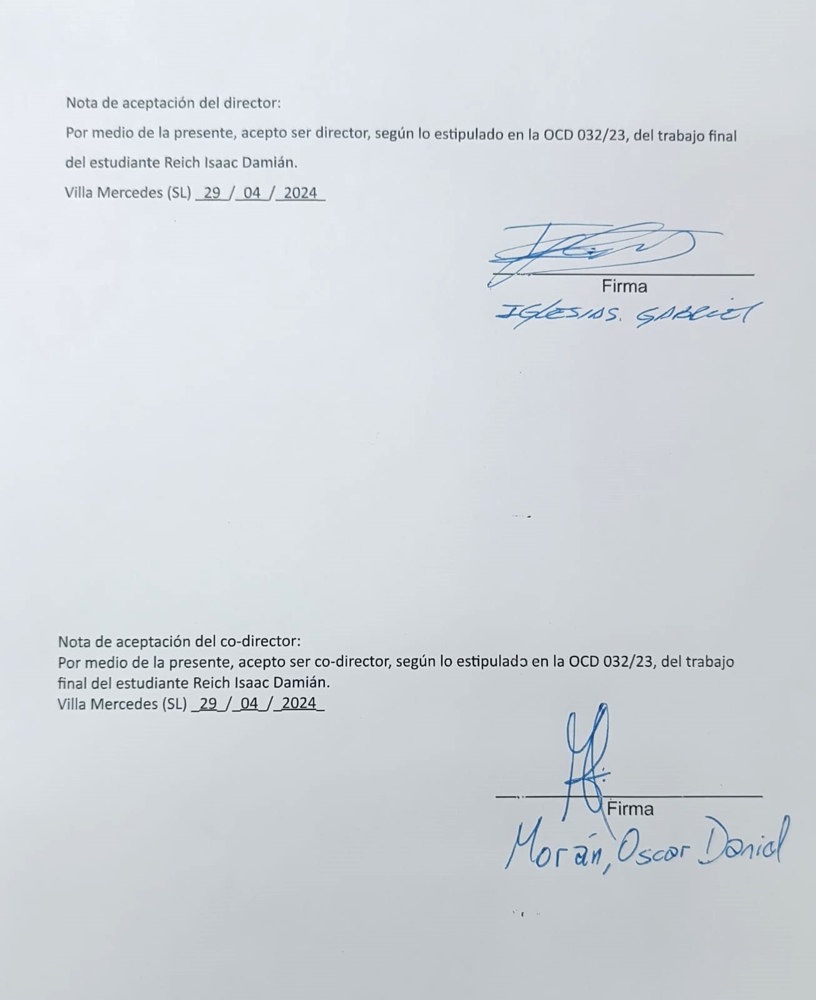 Nota de aceptación del director:
Por medio de la presente, acepto ser director, según lo estipulado en la OCD 032/23, del trabajo final
del estudiante Reich Isaac Damián.
Villa Mercedes (SL) _29_/_04_/_2024_
Firma
IGLESIAS. GABRIEL
Nota de aceptación del co-director:
Por medio de la presente, acepto ser co-director, según lo estipulado en la OCD 032/23, del trabajo
final del estudiante Reich Isaac Damián.
Villa Mercedes (SL) _29_/_04_/_2024_
Firma
Morán, Oscar Daniel